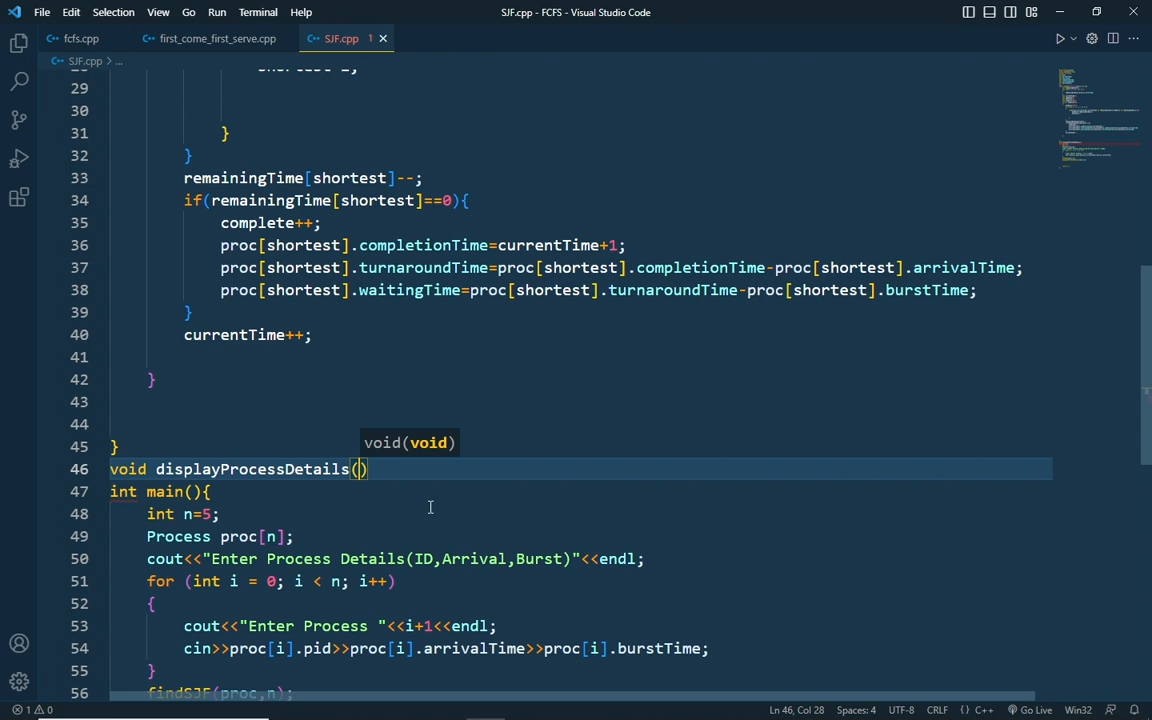 File Edit Selection View Go Run Terminal Help SJF.cpp - FCFS - Visual Studio Code
fcfs.cpp first_come_first_serve.cpp SJF.cpp 1
SJF.cpp > ...
29
30
31 }
32 }
33 remainingTime[shortest]--;
34 if(remainingTime[shortest]==0){
35 complete++;
36 proc[shortest].completionTime=currentTime+1;
37 proc[shortest].turnaroundTime=proc[shortest].completionTime-proc[shortest].arrivalTime;
38 proc[shortest].waitingTime=proc[shortest].turnaroundTime-proc[shortest].burstTime;
39 }
40 currentTime++;
41
42 }
43
44
45 }
void(void)
46 void displayProcessDetails()
47 int main(){
48 int n=5;
49 Process proc[n];
50 cout<<"Enter Process Details(ID,Arrival,Burst)"<<endl;
51 for (int i = 0; i < n; i++)
52 {
53 cout<<"Enter Process "<<i+1<<endl;
54 cin>>proc[i].pid>>proc[i].arrivalTime>>proc[i].burstTime;
55 }
56 findSJF(proc,n);
1 0 Ln 46, Col 28 Spaces: 4 UTF-8 CRLF {} C++ Go Live Win32